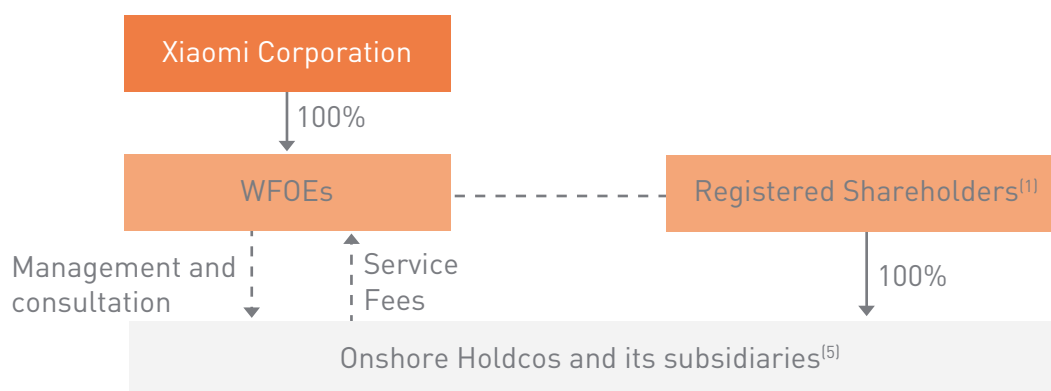 Xiaomi Corporation
100%
WFOEs
Registered Shareholders(1)
Management and
consultation
Service
Fees
100%
Onshore Holdcos and its subsidiaries(5)